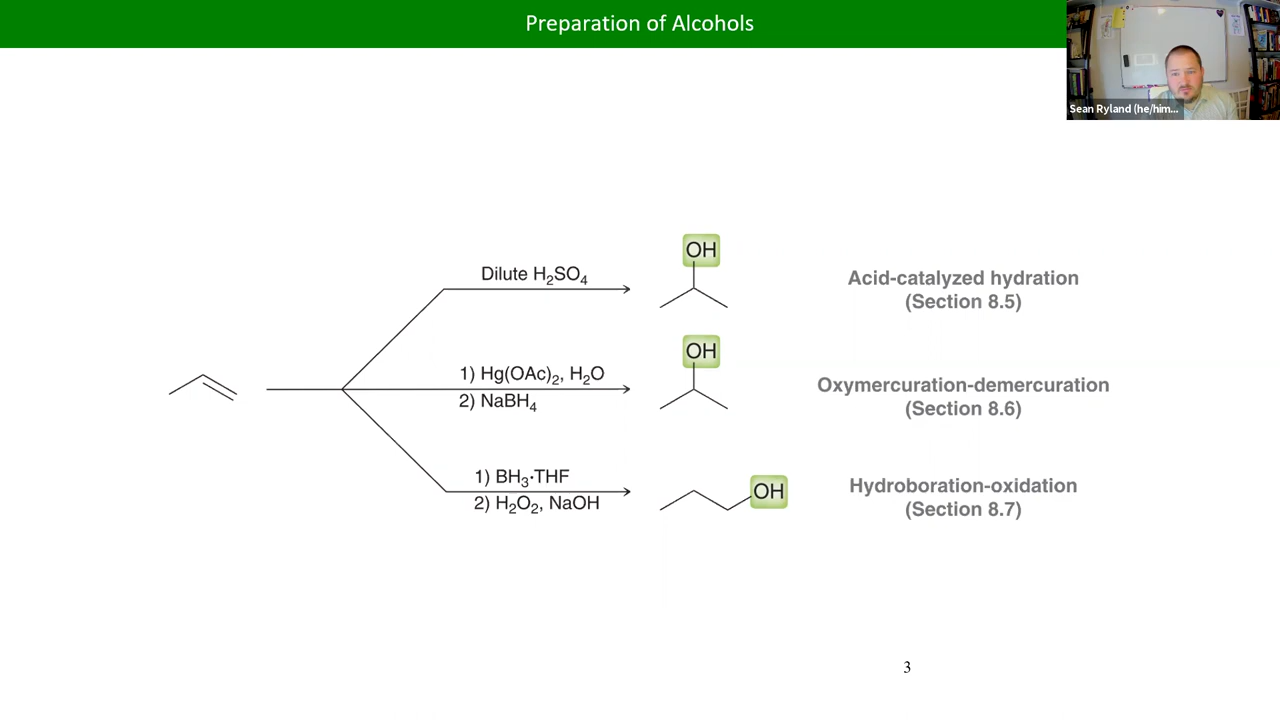 Preparation of Alcohols
Sean Ryland (he/him...
OH
Dilute H₂SO₄
Acid-catalyzed hydration
(Section 8.5)
OH
1) Hg(OAc)₂, H₂O
2) NaBH₄
Oxymercuration-demercuration
(Section 8.6)
1) BH₃·THF
2) H₂O₂, NaOH
OH
Hydroboration-oxidation
(Section 8.7)
3